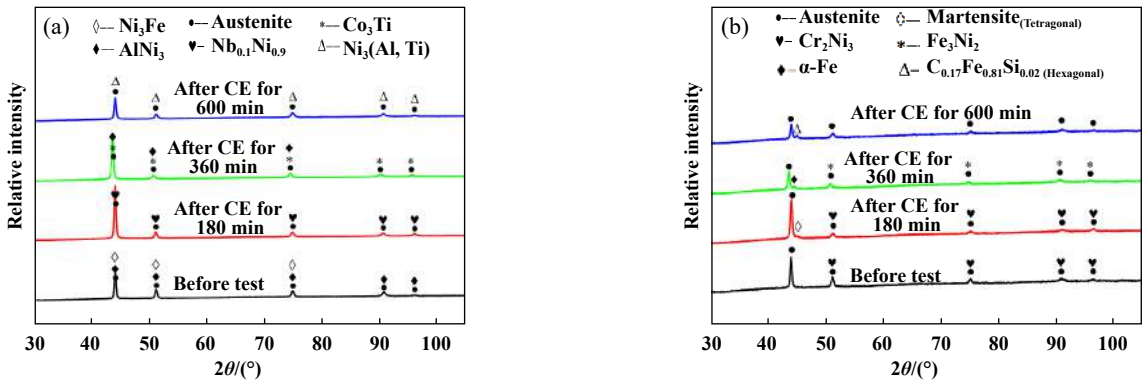 (a)
Ni3Fe
Austenite
Co3Ti
AlNi3
Nb0.1Ni0.9
Ni3(Al, Ti)
After CE for
600 min
After CE for
360 min
After CE for
180 min
Before test
Relative intensity
30 40 50 60 70 80 90 100
2θ/(°)
(b)
Austenite
Martensite(Tetragonal)
Cr2Ni3
Fe3Ni2
α-Fe
C0.17Fe0.81Si0.02 (Hexagonal)
After CE for 600 min
After CE for
360 min
After CE for
180 min
Before test
Relative intensity
30 40 50 60 70 80 90 100
2θ/(°)